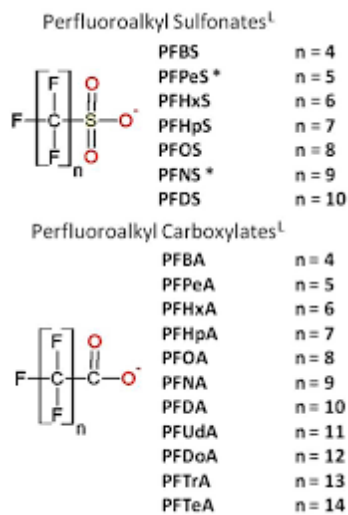 Perfluoroalkyl Sulfonates^L
PFBS n = 4
PFPeS * n = 5
PFHxS n = 6
PFHpS n = 7
PFOS n = 8
PFNS * n = 9
PFDS n = 10
F O
F [ C ] S O-
F O
n
Perfluoroalkyl Carboxylates^L
PFBA n = 4
PFPeA n = 5
PFHxA n = 6
PFHpA n = 7
PFOA n = 8
PFNA n = 9
PFDA n = 10
PFUdA n = 11
PFDoA n = 12
PFTrA n = 13
PFTeA n = 14
F O
F [ C ] C O-
F
n